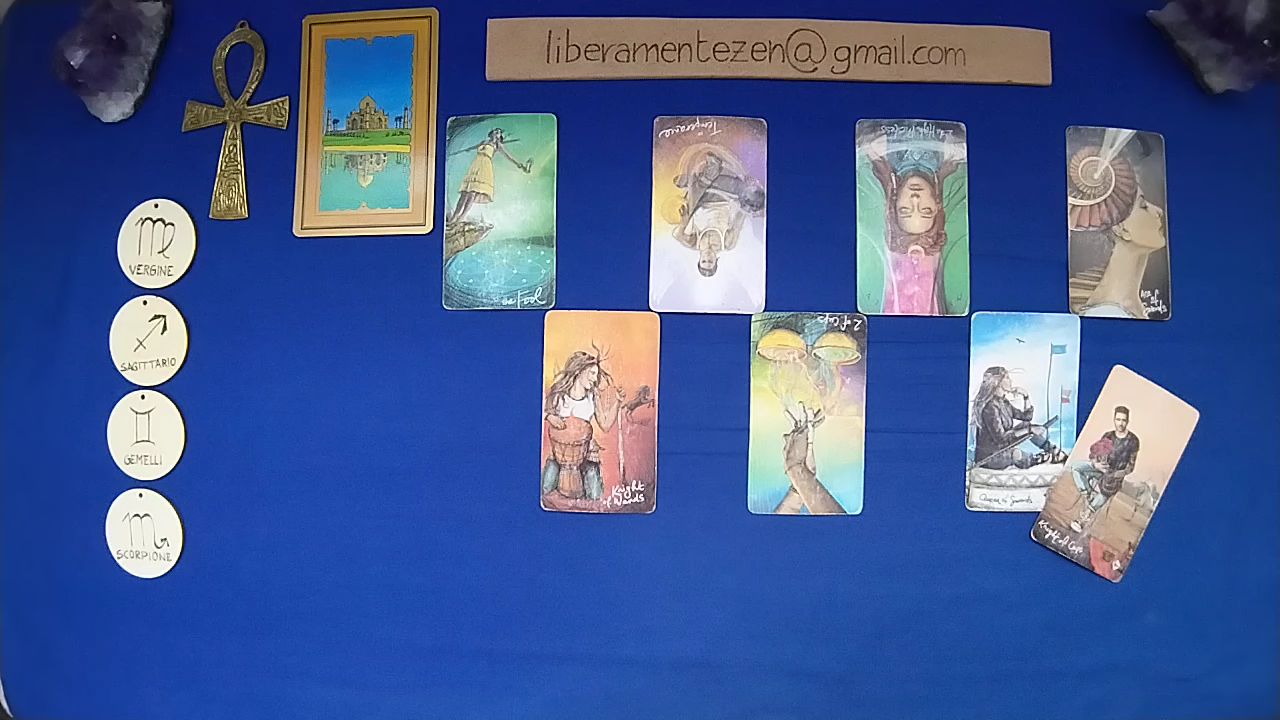 liberamentezen@gmail.com
The Fool
Temperance
The High Priestess
Ace of
Swords
Knight
of Wands
2 of Cups
Queen of Swords
Knight of Cups
VERGINE
SAGITTARIO
GEMELLI
SCORPIONE